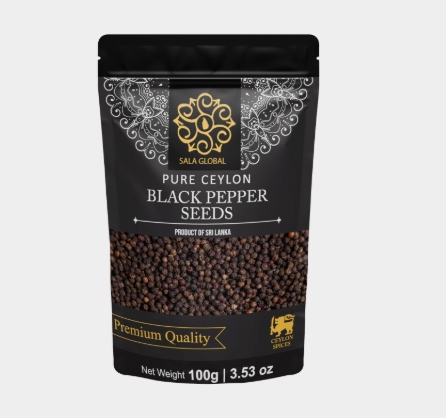 SALA GLOBAL
PURE CEYLON
BLACK PEPPER
SEEDS
PRODUCT OF SRI LANKA
Premium Quality
CEYLON
SPICES
Net Weight 100g | 3.53 oz